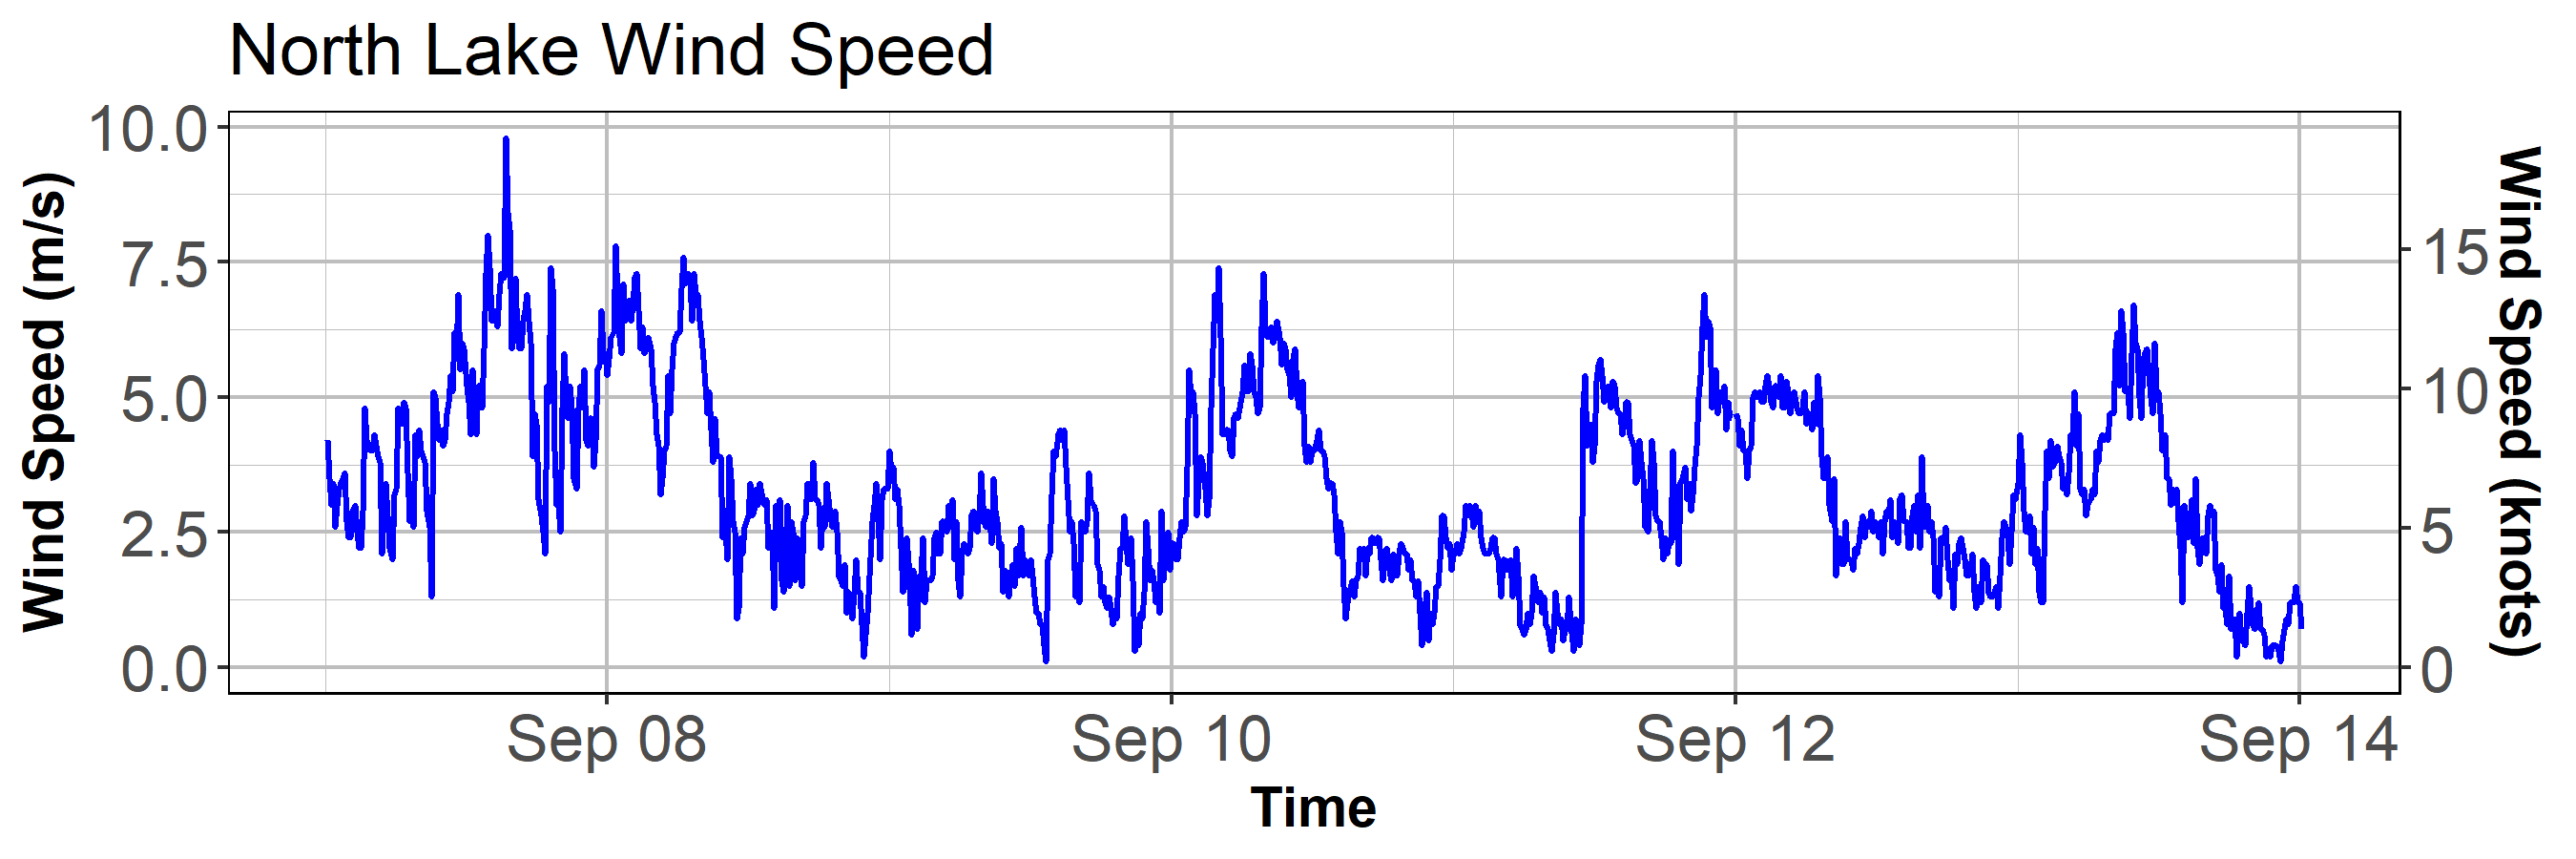 North Lake Wind Speed
Wind Speed (m/s)
10.0
7.5
5.0
2.5
0.0
Wind Speed (knots)
15
10
5
0
Sep 08 Sep 10 Sep 12 Sep 14
Time